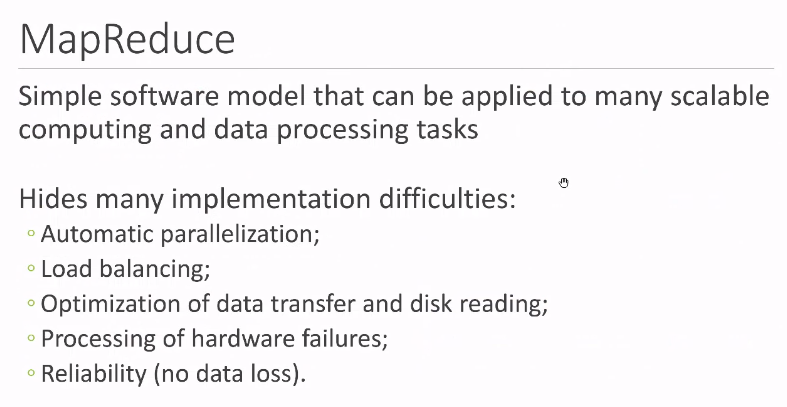 MapReduce
Simple software model that can be applied to many scalable
computing and data processing tasks
Hides many implementation difficulties:
◦ Automatic parallelization;
◦ Load balancing;
◦ Optimization of data transfer and disk reading;
◦ Processing of hardware failures;
◦ Reliability (no data loss).